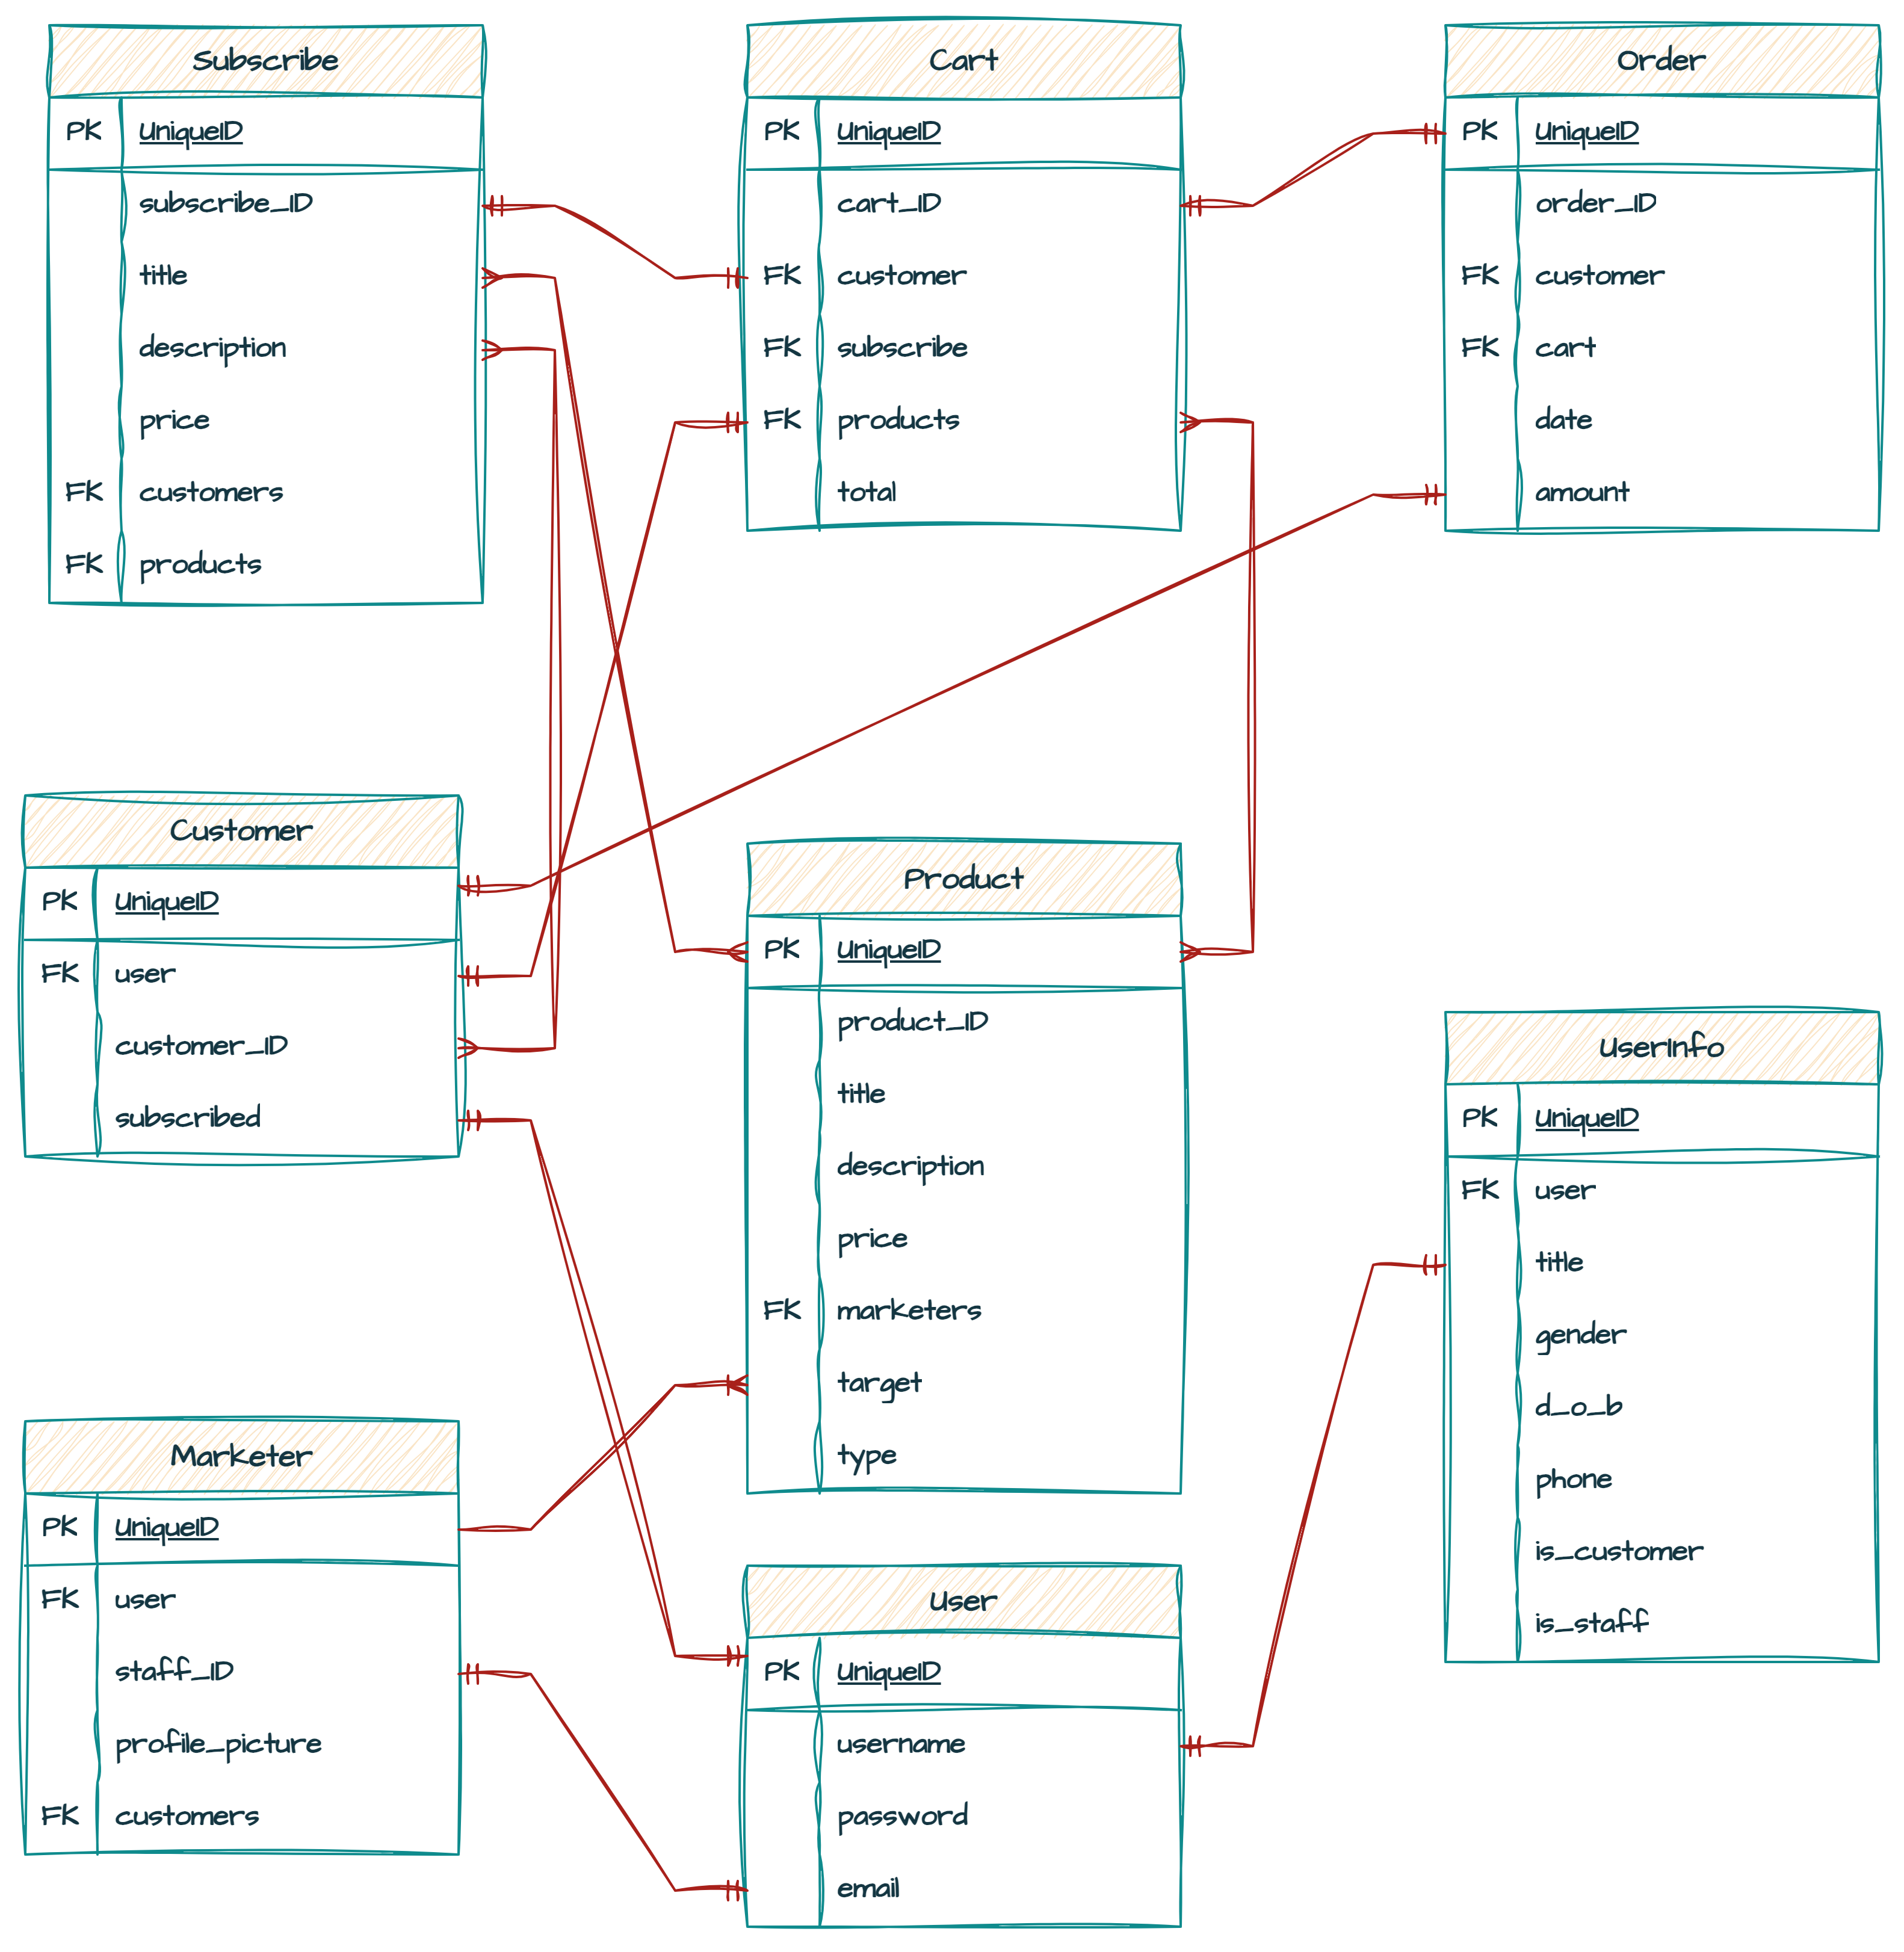 Subscribe
PK UniqueID
subscribe_ID
title
description
price
FK customers
FK products
Cart
PK UniqueID
cart_ID
FK customer
FK subscribe
FK products
total
Order
PK UniqueID
order_ID
FK customer
FK cart
date
amount
Customer
PK UniqueID
FK user
customer_ID
subscribed
Product
PK UniqueID
product_ID
title
description
price
FK marketers
target
type
UserInfo
PK UniqueID
FK user
title
gender
d_o_b
phone
is_customer
is_staff
Marketer
PK UniqueID
FK user
staff_ID
profile_picture
FK customers
User
PK UniqueID
username
password
email